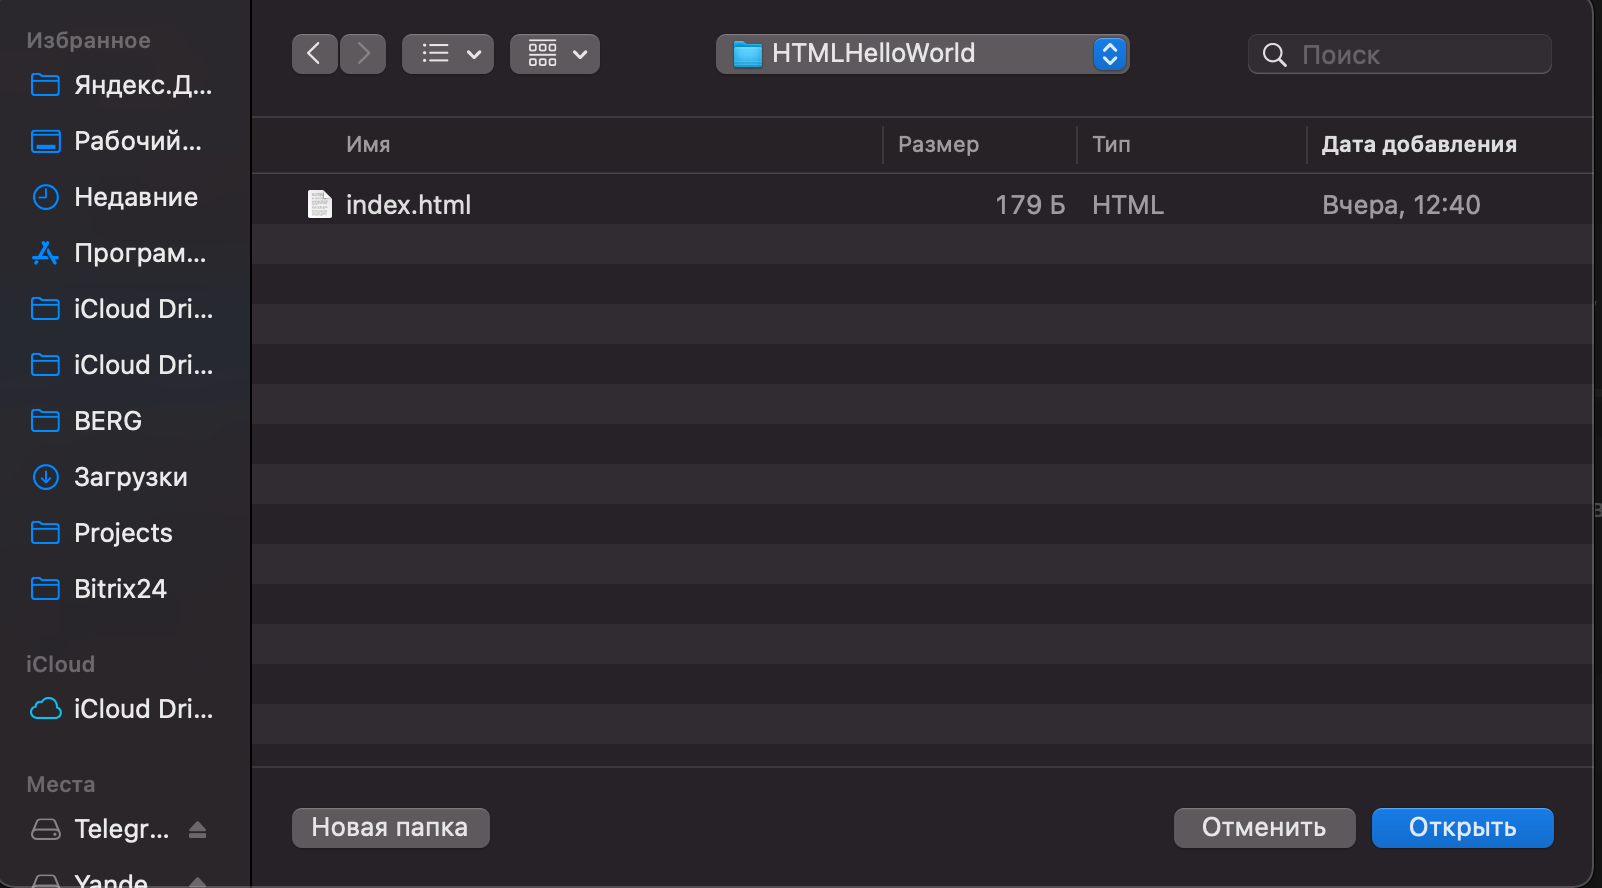 Избранное
Яндекс.Д...
Рабочий...
Недавние
Програм...
iCloud Dri...
iCloud Dri...
BERG
Загрузки
Projects
Bitrix24
iCloud
iCloud Dri...
Места
Telegr...
Yande
HTMLHelloWorld
Поиск
Имя Размер Тип Дата добавления
index.html 179 Б HTML Вчера, 12:40
Новая папка Отменить Открыть